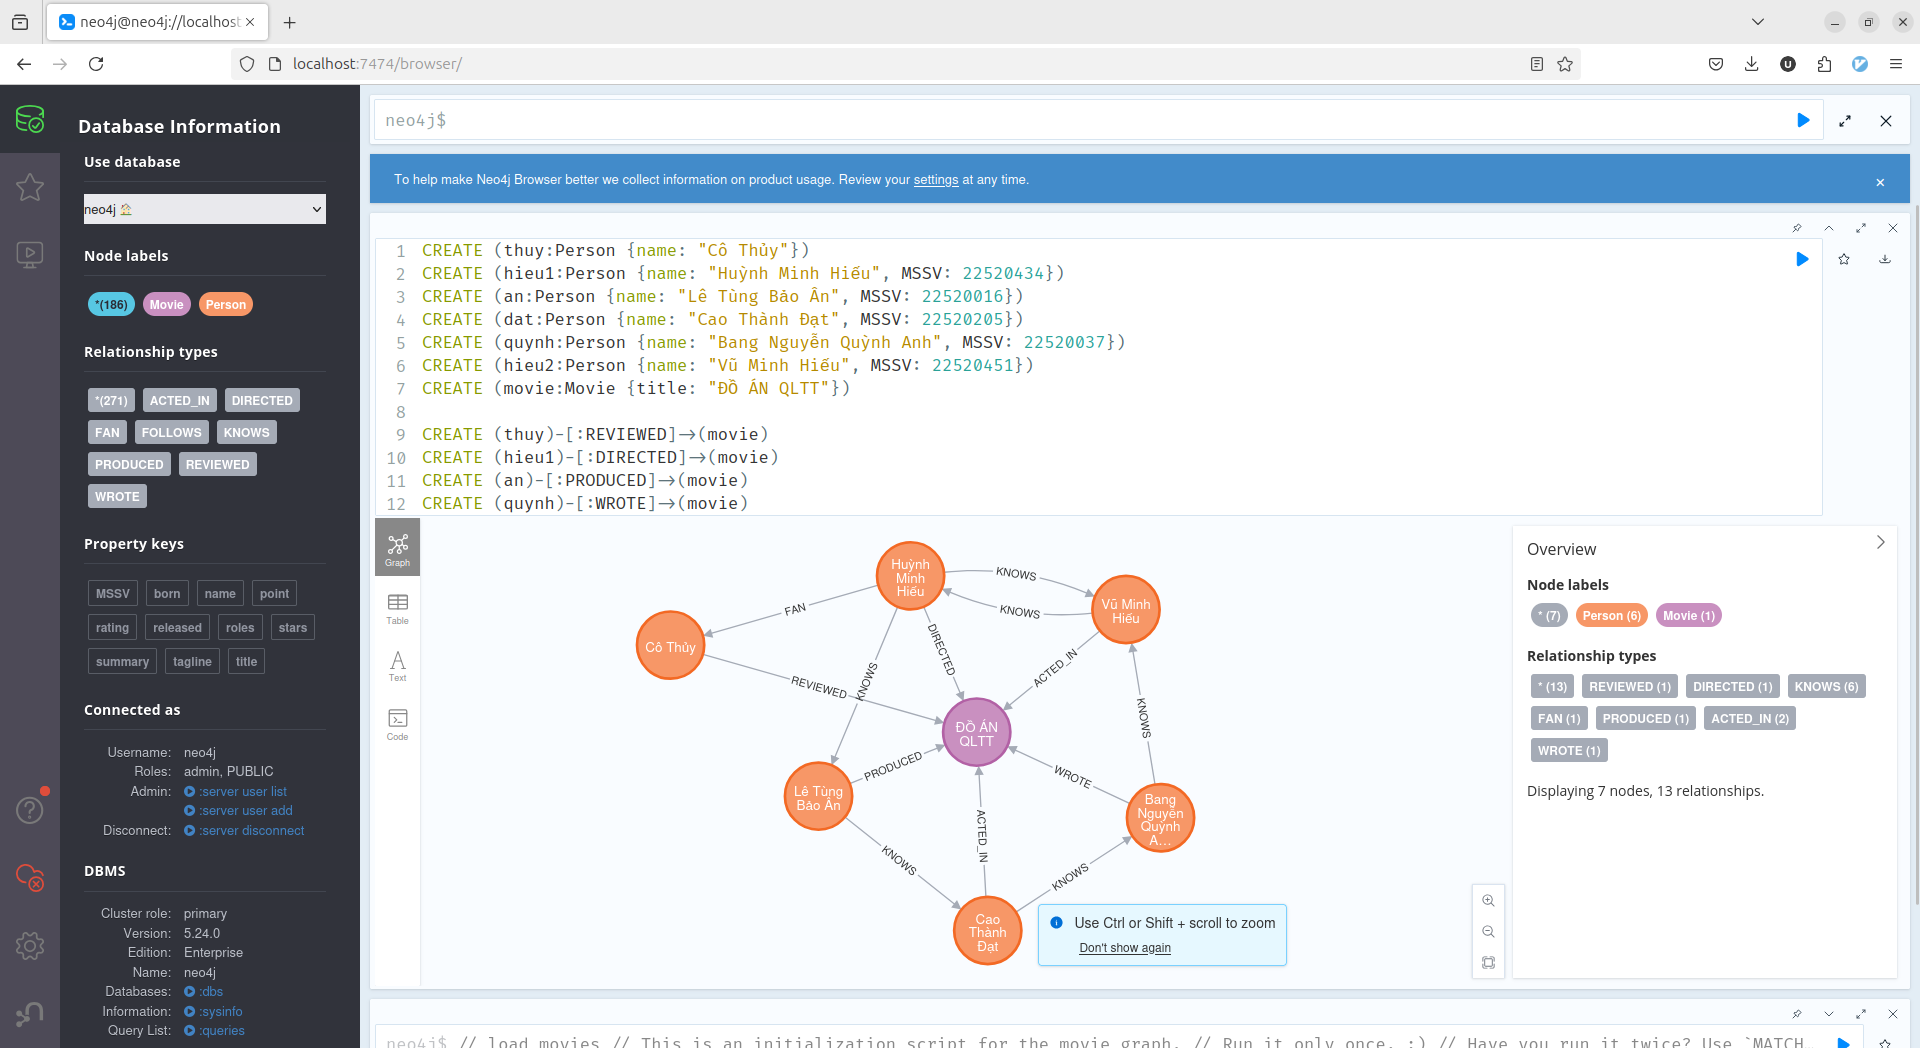 neo4j@neo4j://localhost
localhost:7474/browser/
Database Information
Use database
neo4j
Node labels
*(186) Movie Person
Relationship types
*(271) ACTED_IN DIRECTED
FAN FOLLOWS KNOWS
PRODUCED REVIEWED
WROTE
Property keys
MSSV born name point
rating released roles stars
summary tagline title
Connected as
Username: neo4j
Roles: admin, PUBLIC
Admin: :server user list
:server user add
Disconnect: :server disconnect
DBMS
Cluster role: primary
Version: 5.24.0
Edition: Enterprise
Name: neo4j
Databases: :dbs
Information: :sysinfo
Query List: :queries
neo4j$
To help make Neo4j Browser better we collect information on product usage. Review your settings at any time.
1 CREATE (thuy:Person {name: "Cô Thủy"})
2 CREATE (hieu1:Person {name: "Huỳnh Minh Hiếu", MSSV: 22520434})
3 CREATE (an:Person {name: "Lê Tùng Bảo Ân", MSSV: 22520016})
4 CREATE (dat:Person {name: "Cao Thành Đạt", MSSV: 22520205})
5 CREATE (quynh:Person {name: "Bang Nguyễn Quỳnh Anh", MSSV: 22520037})
6 CREATE (hieu2:Person {name: "Vũ Minh Hiếu", MSSV: 22520451})
7 CREATE (movie:Movie {title: "ĐỒ ÁN QLTT"})
8
9 CREATE (thuy)-[:REVIEWED]->(movie)
10 CREATE (hieu1)-[:DIRECTED]->(movie)
11 CREATE (an)-[:PRODUCED]->(movie)
12 CREATE (quynh)-[:WROTE]->(movie)
Graph
Table
Text
Code
Huỳnh
Minh
Hiếu
KNOWS
KNOWS
Vũ Minh
Hiếu
FAN
Cô Thủy
DIRECTED
ACTED_IN
KNOWS
REVIEWED
KNOWS
ĐỒ ÁN
QLTT
PRODUCED
WROTE
Lê Tùng
Bảo Ân
Bang
Nguyễn
Quỳnh
A...
ACTED_IN
KNOWS
KNOWS
Cao
Thành
Đạt
Use Ctrl or Shift + scroll to zoom
Don't show again
Overview
Node labels
* (7) Person (6) Movie (1)
Relationship types
* (13) REVIEWED (1) DIRECTED (1) KNOWS (6)
FAN (1) PRODUCED (1) ACTED_IN (2)
WROTE (1)
Displaying 7 nodes, 13 relationships.
neo4j$ // load movies // This is an initialization script for the movie graph. // Run it only once. :) // Have you run it twice? Use `MATCH